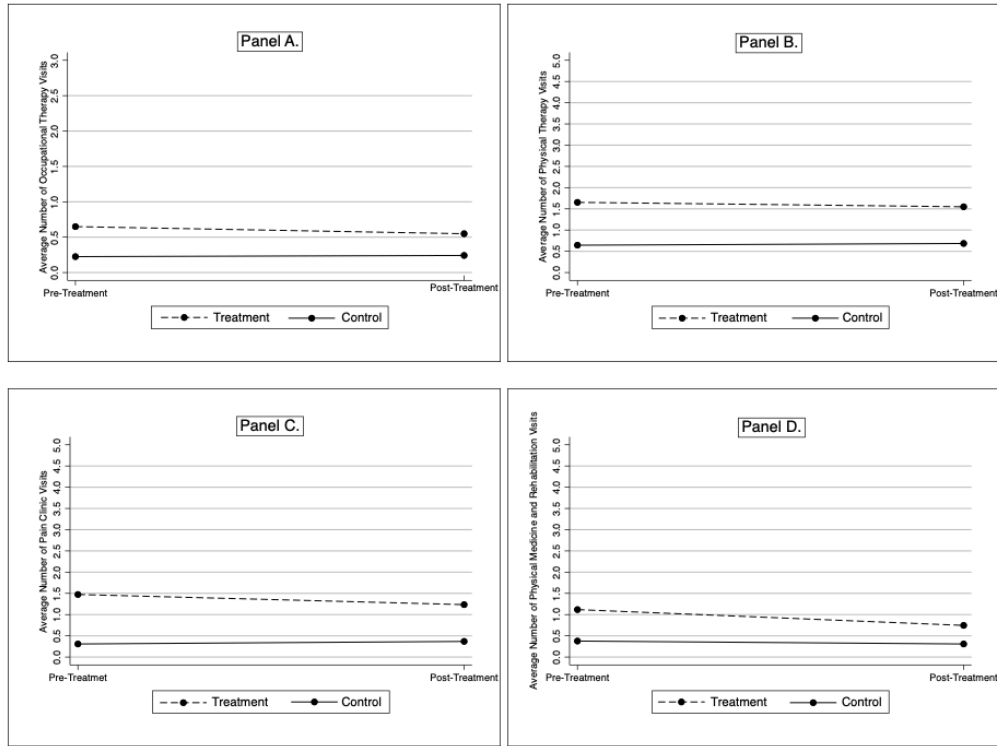 Panel A.
Average Number of Occupational Therapy Visits
3.0
2.5
2.0
1.5
1.0
0.5
0.0
Pre-Treatment Post-Treatment
Treatment Control
Panel B.
Average Number of Physical Therapy Visits
5.0
4.5
4.0
3.5
3.0
2.5
2.0
1.5
1.0
0.5
0.0
Pre-Treatment Post-Treatment
Treatment Control
Panel C.
Average Number of Pain Clinic Visits
5.0
4.5
4.0
3.5
3.0
2.5
2.0
1.5
1.0
0.5
0.0
Pre-Treatmet Post-Treatment
Treatment Control
Panel D.
Average Number of Physical Medicine and Rehabilitation Visits
5.0
4.5
4.0
3.5
3.0
2.5
2.0
1.5
1.0
0.5
0.0
Pre-Treatment Post-Treatment
Treatment Control